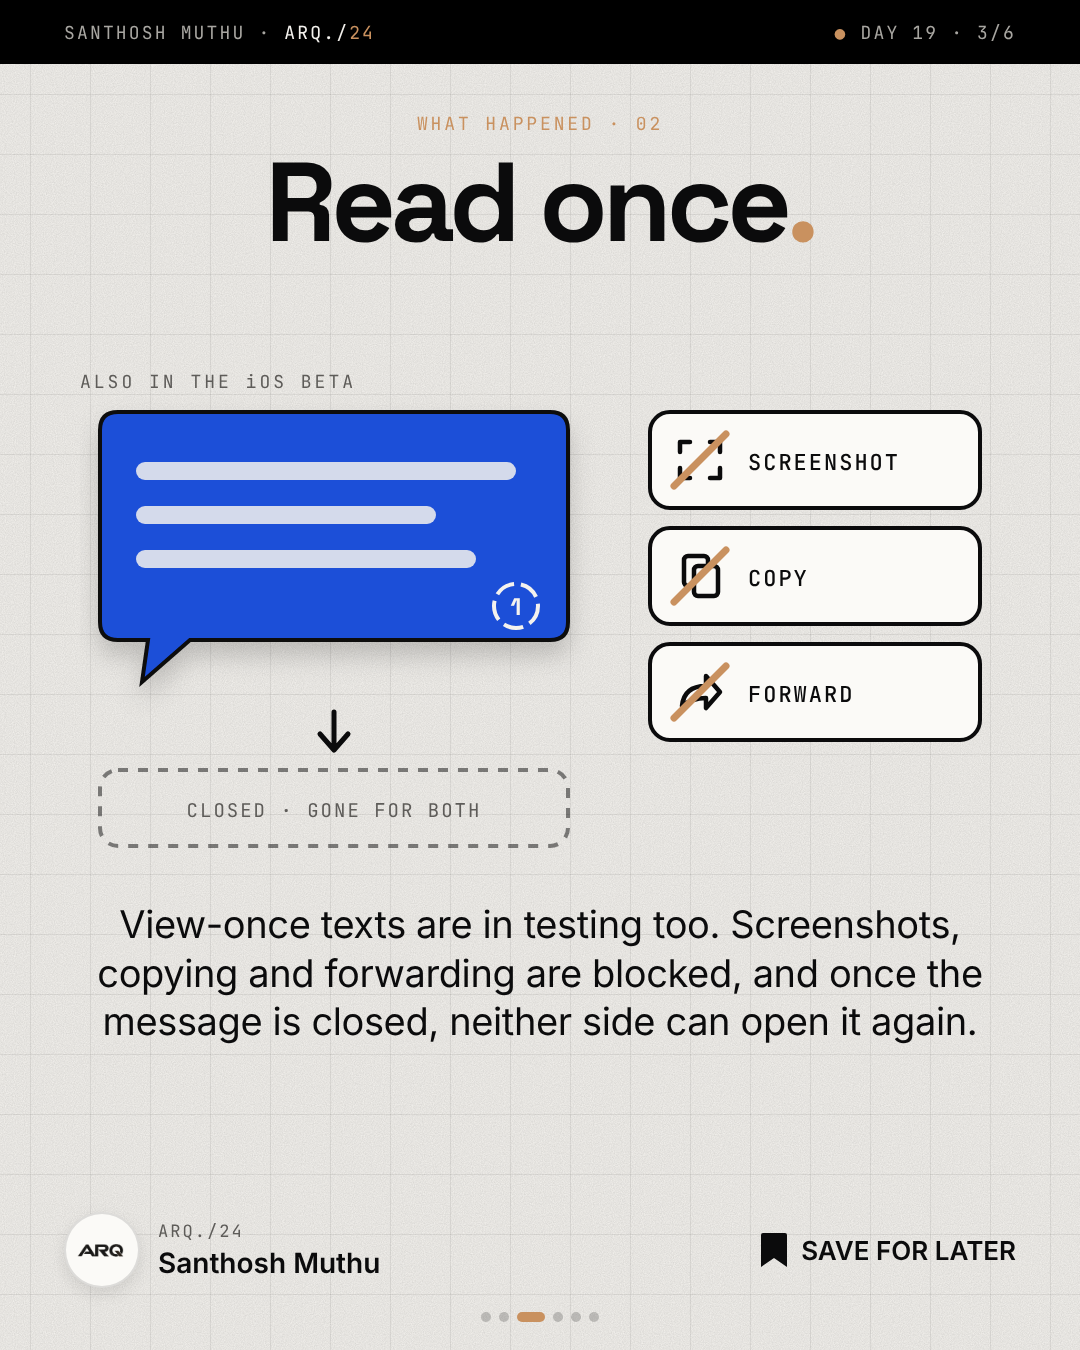 SANTHOSH MUTHU · ARQ./24
● DAY 19 · 3/6
WHAT HAPPENED · 02
Read once.
ALSO IN THE iOS BETA
1
SCREENSHOT
COPY
FORWARD
CLOSED · GONE FOR BOTH
View-once texts are in testing too. Screenshots,
copying and forwarding are blocked, and once the
message is closed, neither side can open it again.
ARQ
ARQ./24
Santhosh Muthu
SAVE FOR LATER